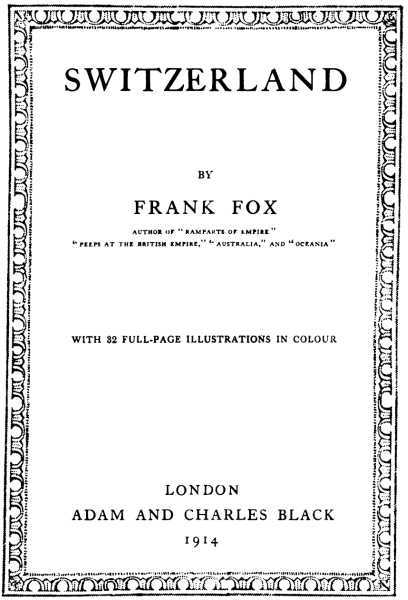 SWITZERLAND
BY
FRANK FOX
AUTHOR OF "RAMPARTS OF EMPIRE"
"PEEPS AT THE BRITISH EMPIRE," "AUSTRALIA," AND "OCEANIA"
WITH 32 FULL-PAGE ILLUSTRATIONS IN COLOUR
LONDON
ADAM AND CHARLES BLACK
1914